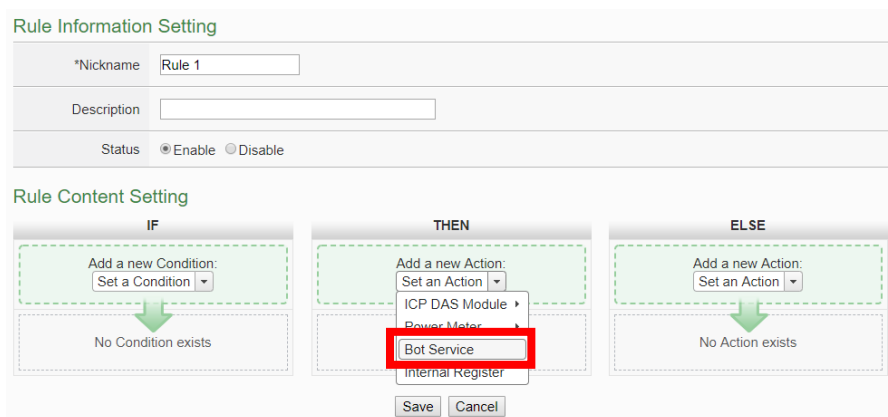 Rule Information Setting
*Nickname Rule 1
Description
Status Enable Disable
Rule Content Setting
IF THEN ELSE
Add a new Condition: Add a new Action: Add a new Action:
Set a Condition Set an Action Set an Action
ICP DAS Module
Power Meter
No Condition exists Bot Service No Action exists
Internal Register
Save Cancel